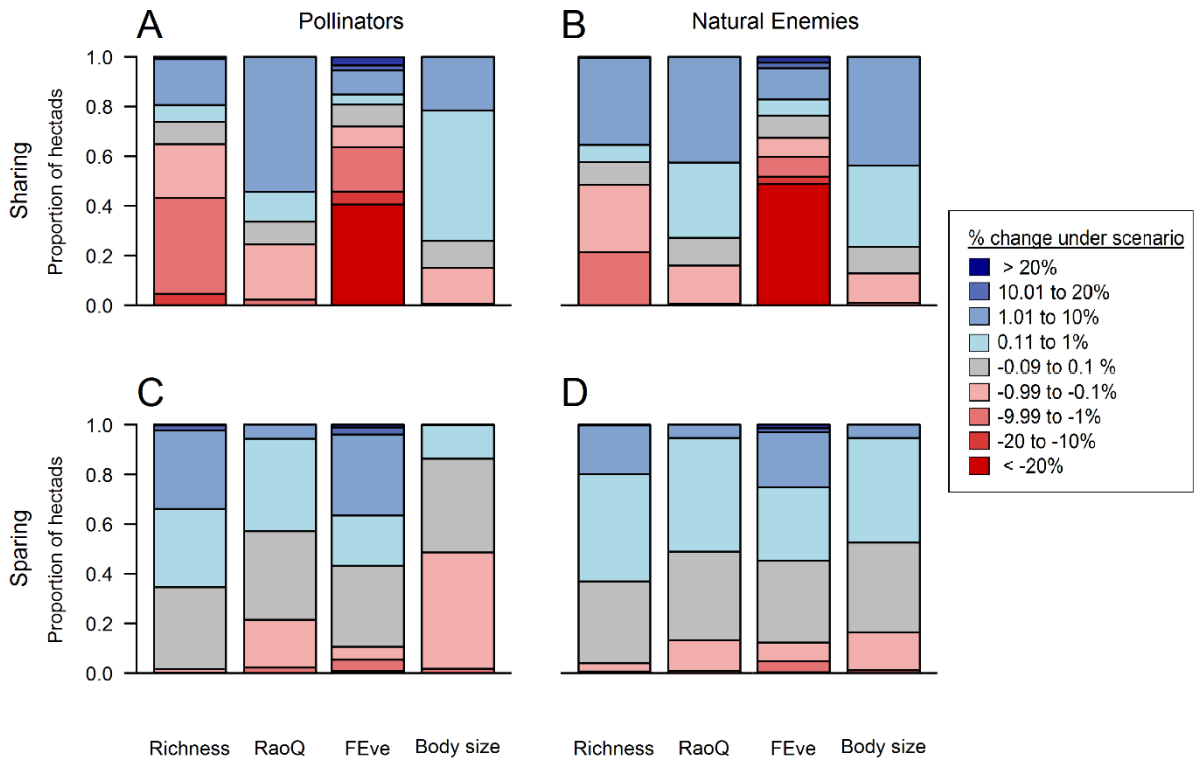 A
Pollinators
B
Natural Enemies
Sharing
Proportion of hectads
1.0
0.8
0.6
0.4
0.2
0.0
% change under scenario
> 20%
10.01 to 20%
1.01 to 10%
0.11 to 1%
-0.09 to 0.1 %
-0.99 to -0.1%
-9.99 to -1%
-20 to -10%
< -20%
C
D
Sparing
Proportion of hectads
1.0
0.8
0.6
0.4
0.2
0.0
Richness RaoQ FEve Body size
Richness RaoQ FEve Body size